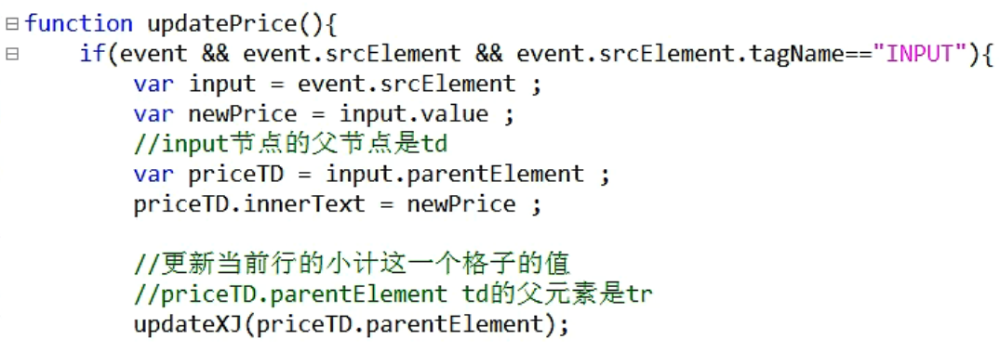 function updatePrice(){
if(event && event.srcElement && event.srcElement.tagName=="INPUT"){
var input = event.srcElement ;
var newPrice = input.value ;
//input节点的父节点是td
var priceTD = input.parentElement ;
priceTD.innerText = newPrice ;
//更新当前行的小计这一个格子的值
//priceTD.parentElement td的父元素是tr
updateXJ(priceTD.parentElement);